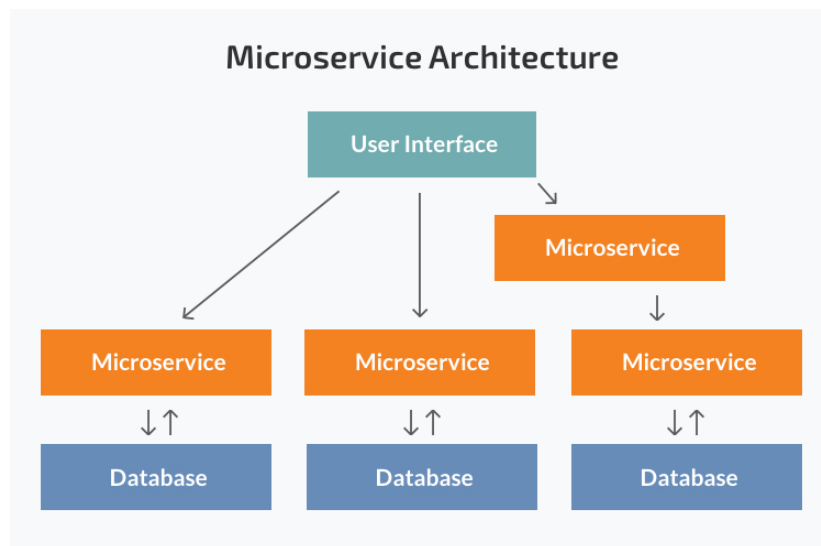 Microservice Architecture
User Interface
Microservice
Microservice
Microservice
Microservice
Database
Database
Database